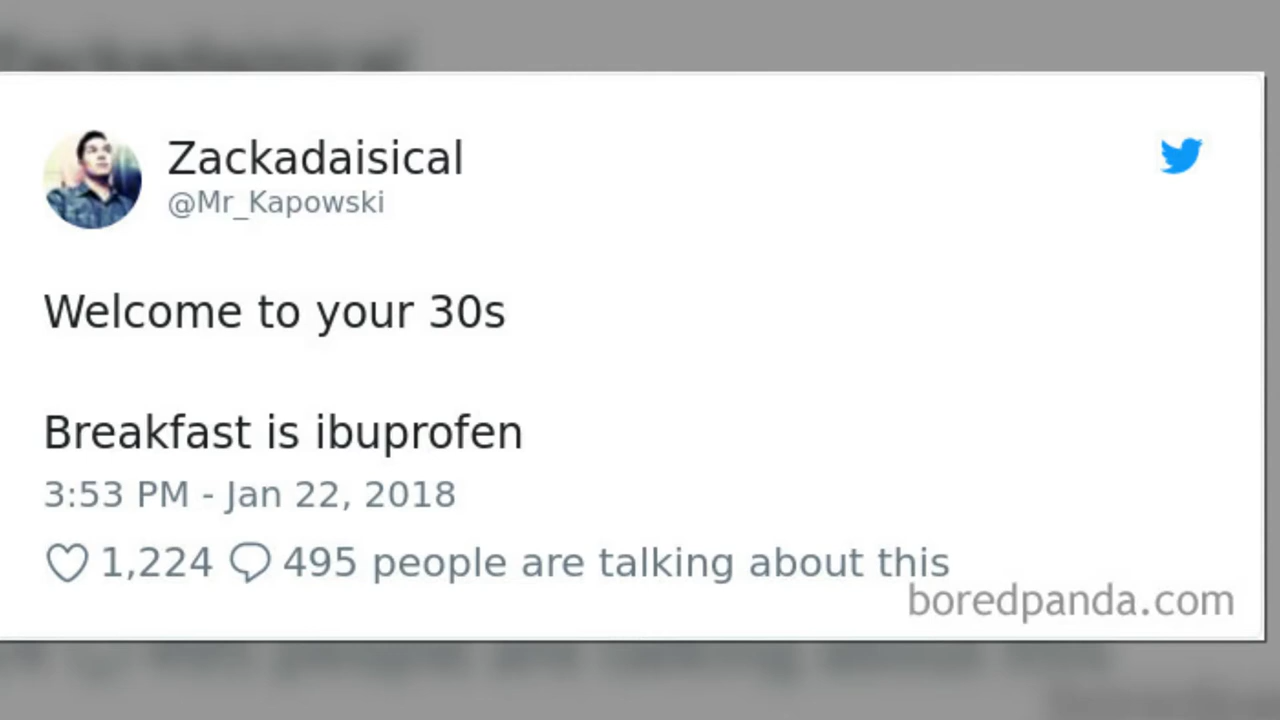 Zackadaisical
@Mr_Kapowski
Welcome to your 30s
Breakfast is ibuprofen
3:53 PM - Jan 22, 2018
1,224 495 people are talking about this
boredpanda.com